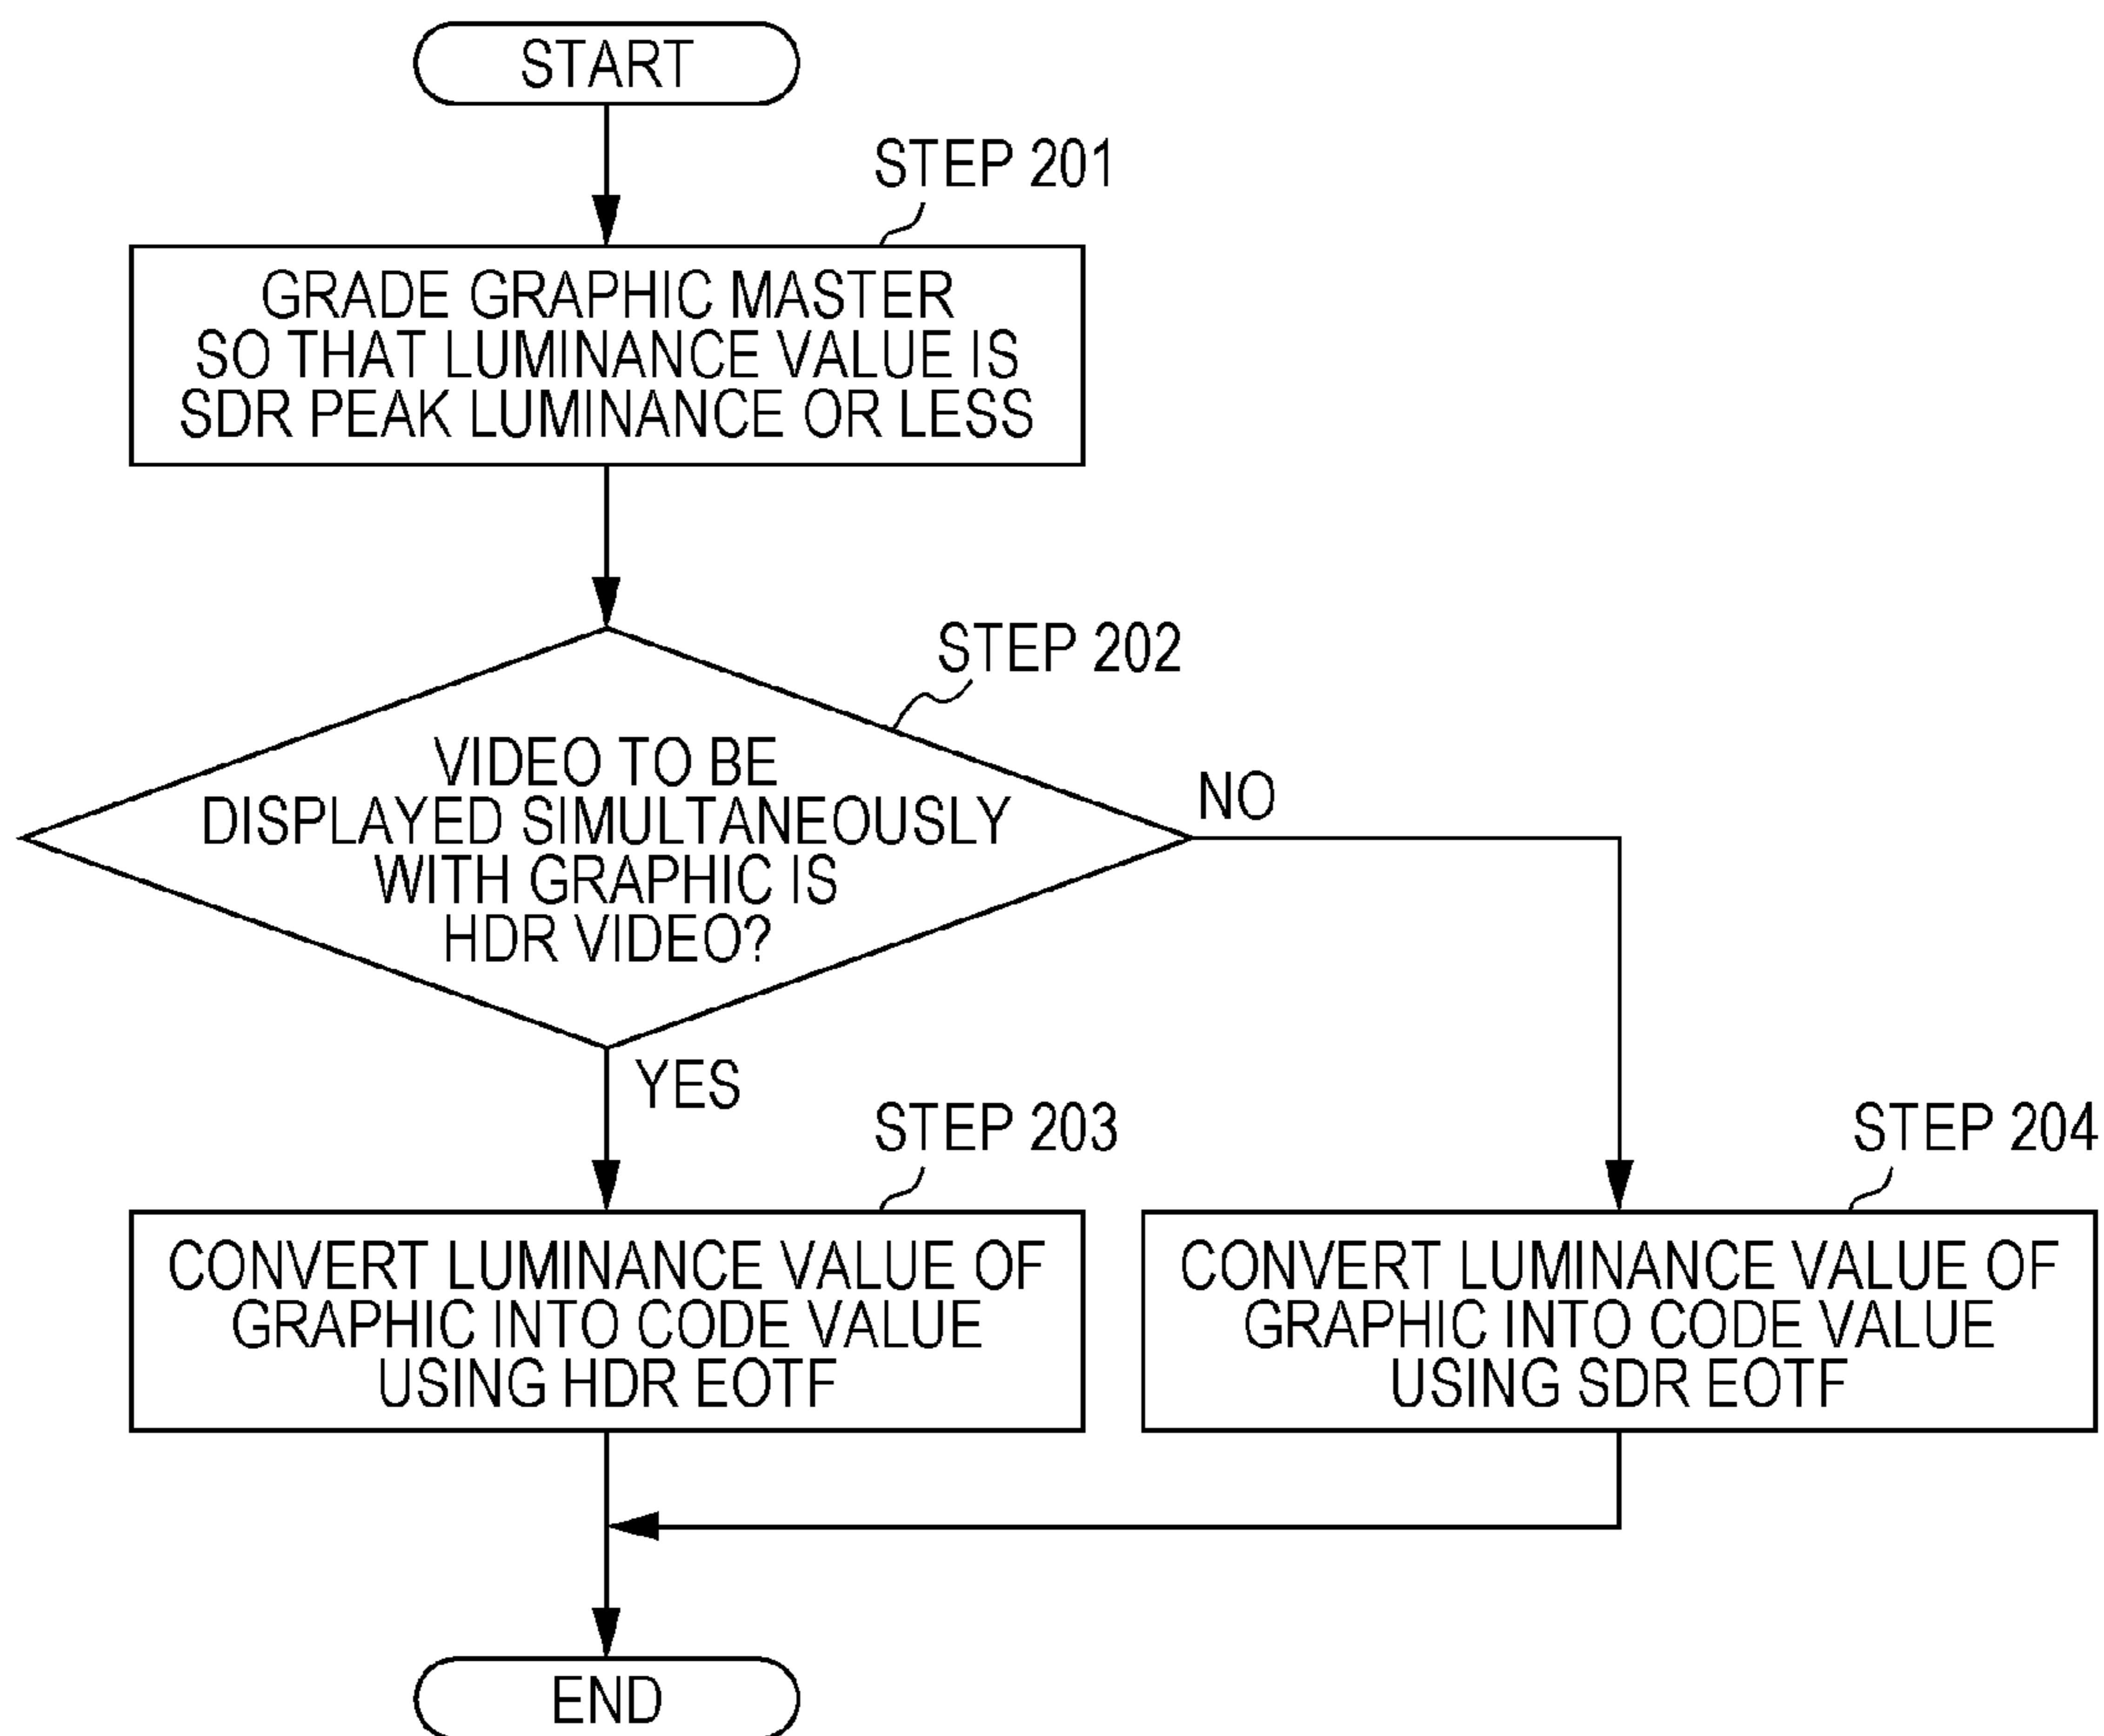 START
STEP 201
GRADE GRAPHIC MASTER
SO THAT LUMINANCE VALUE IS
SDR PEAK LUMINANCE OR LESS
STEP 202
VIDEO TO BE
DISPLAYED SIMULTANEOUSLY
WITH GRAPHIC IS
HDR VIDEO?
NO
YES
STEP 203
CONVERT LUMINANCE VALUE OF
GRAPHIC INTO CODE VALUE
USING HDR EOTF
STEP 204
CONVERT LUMINANCE VALUE OF
GRAPHIC INTO CODE VALUE
USING SDR EOTF
END